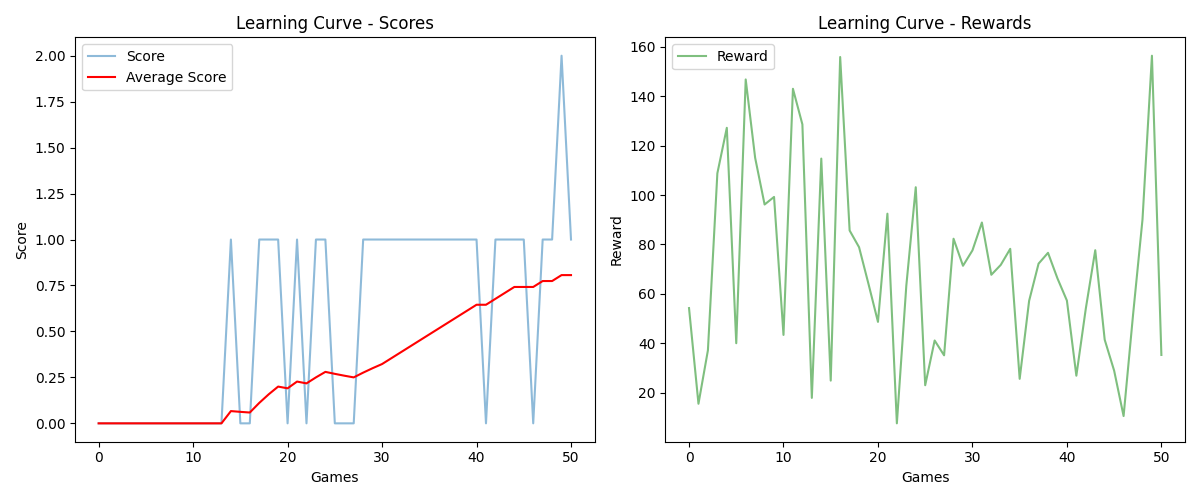 Learning Curve - Scores
Score
Average Score
2.00
1.75
1.50
1.25
1.00
0.75
0.50
0.25
0.00
Score
0 10 20 30 40 50
Games
Learning Curve - Rewards
Reward
160
140
120
100
80
60
40
20
Reward
0 10 20 30 40 50
Games